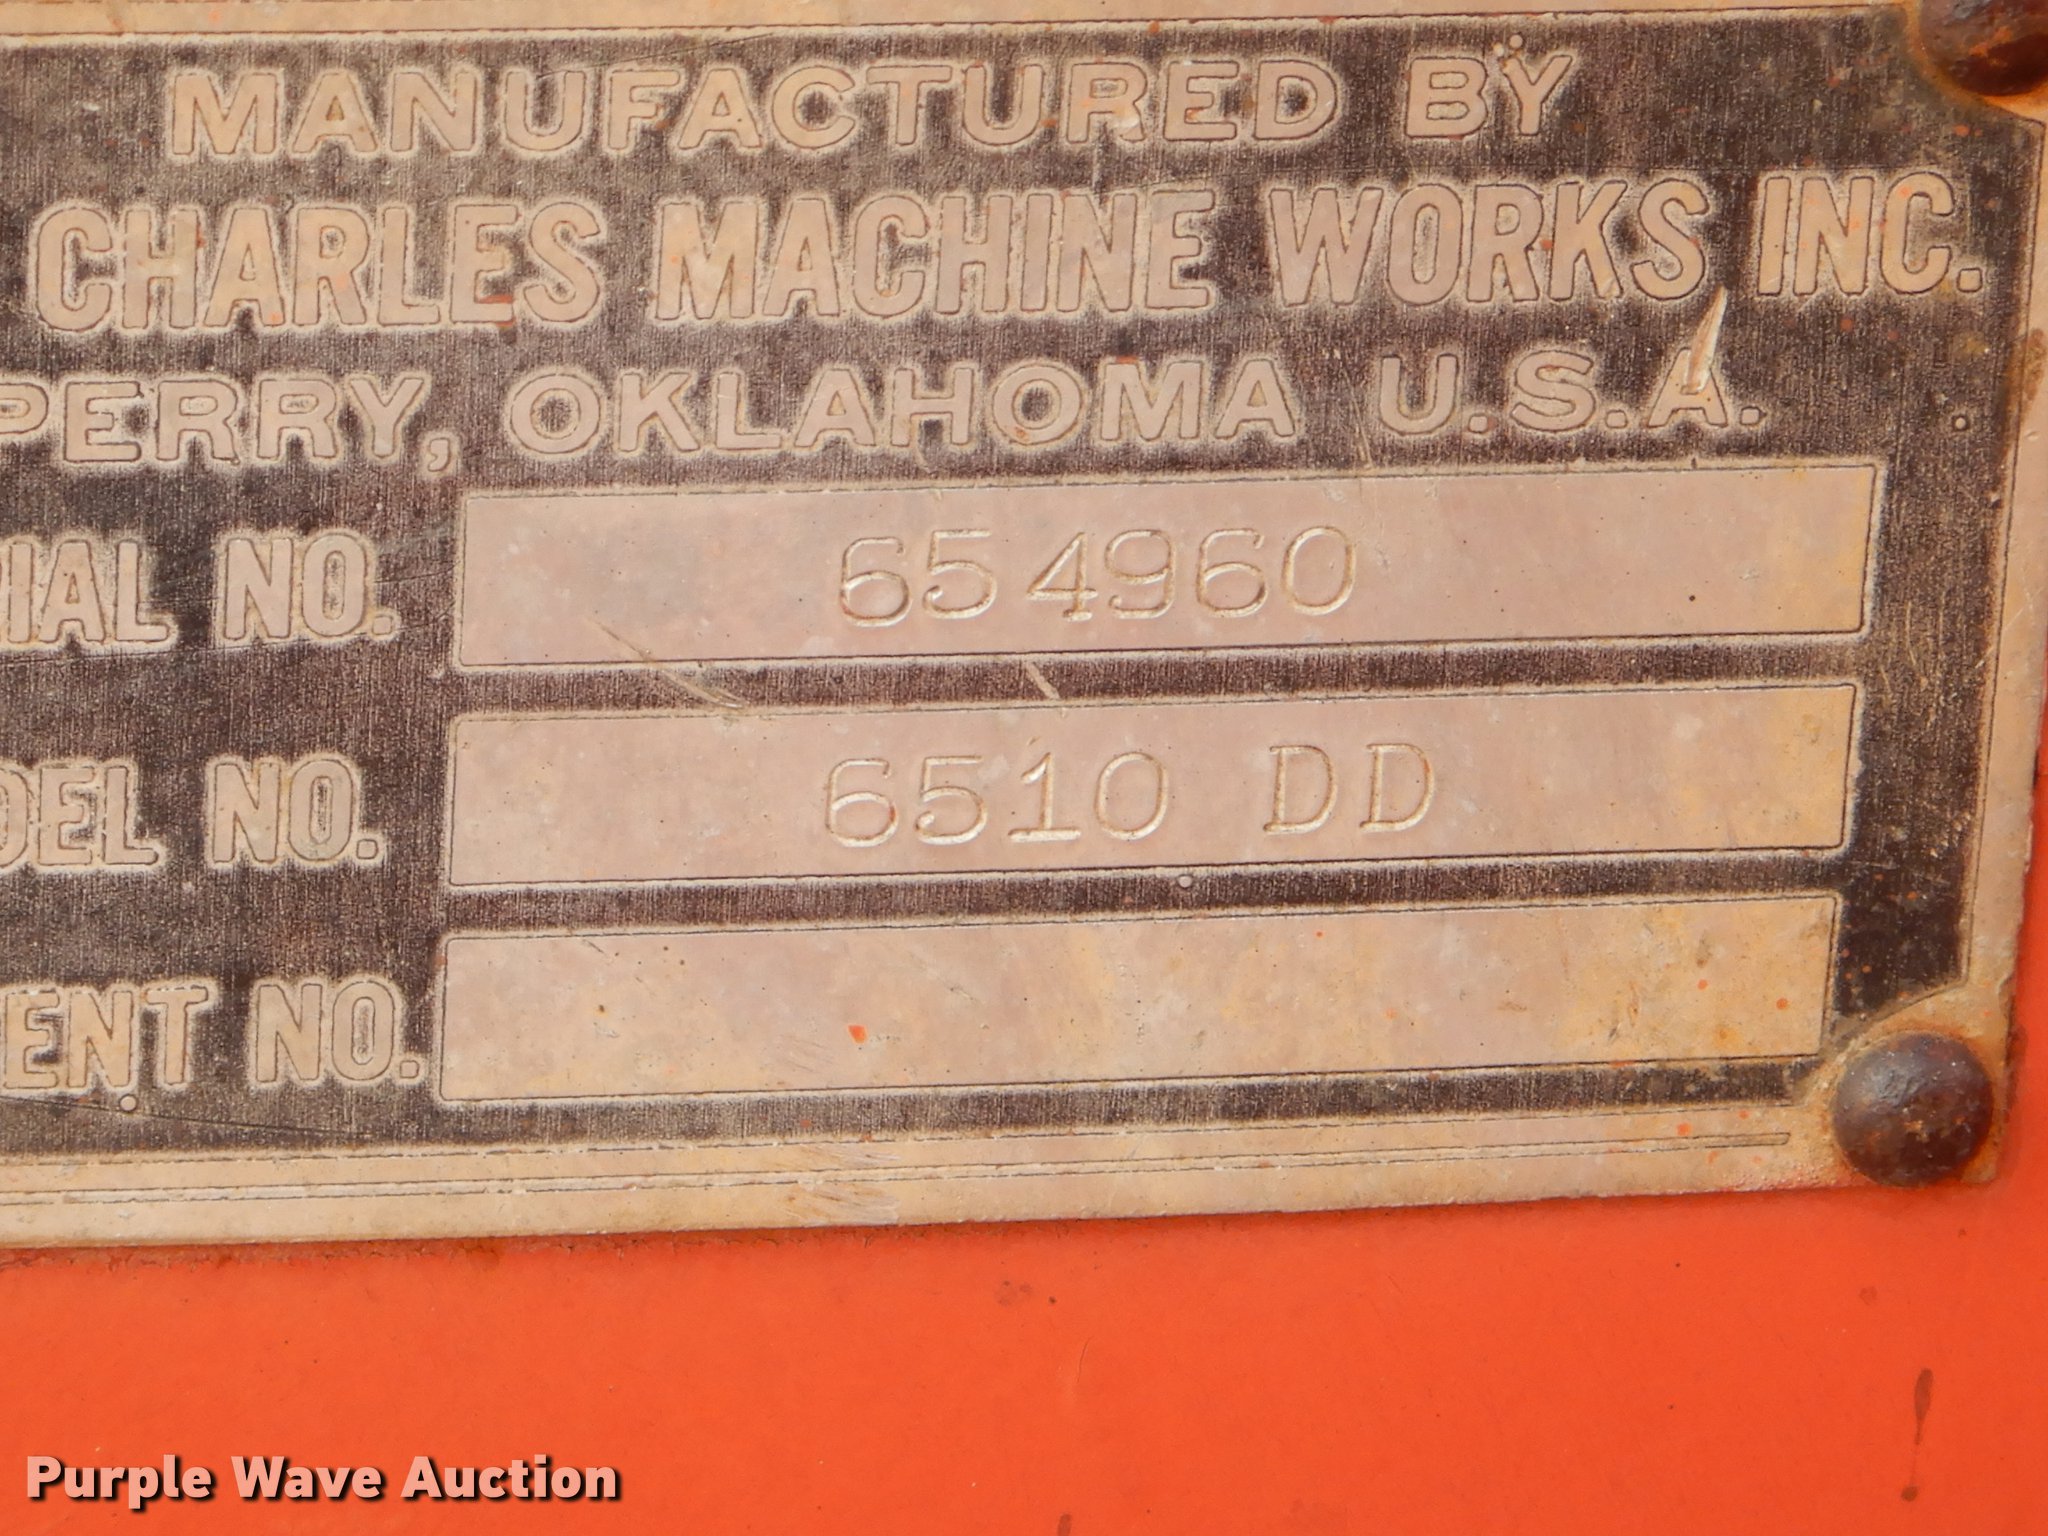 MANUFACTURED BY
CHARLES MACHINE WORKS INC.
PERRY, OKLAHOMA U.S.A.
IAL NO. 654960
DEL NO. 6510 DD
ENT NO.
Purple Wave Auction